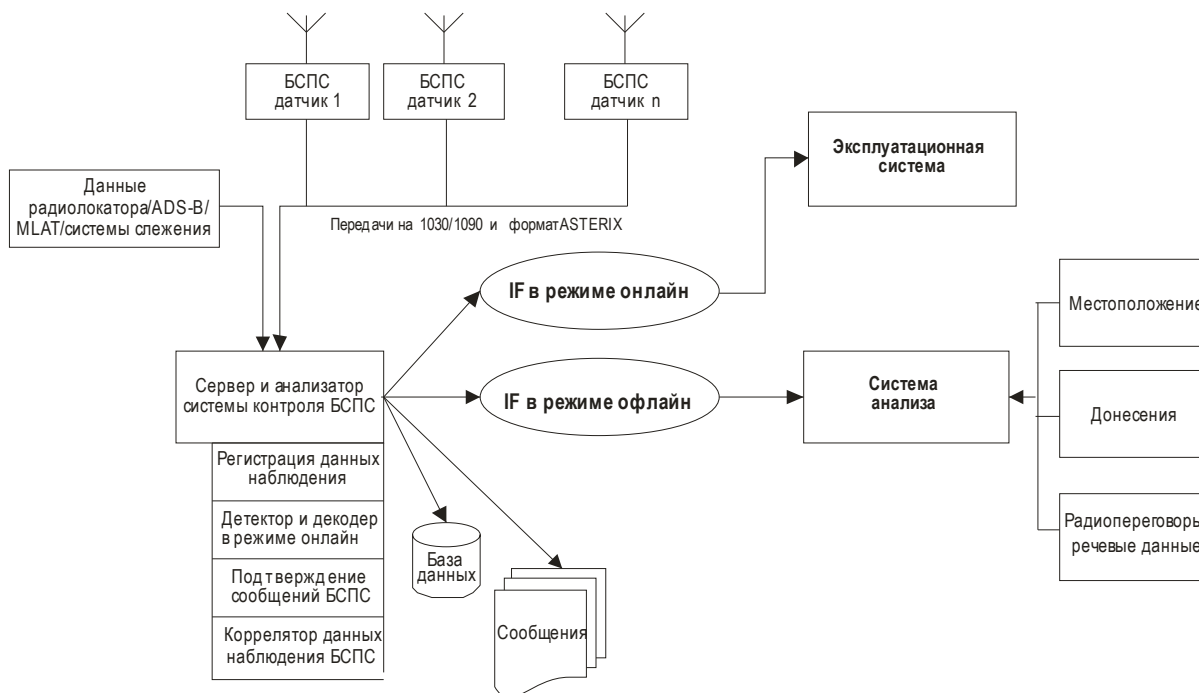 БСПС
датчик 1
БСПС
датчик 2
БСПС
датчик n
Эксплуатационная
система
Данные
радиолокатора/ADS-B/
MLAT/системы слежения
Передачи на 1030/1090 и формат ASTERIX
IF в режиме онлайн
Местоположение
Сервер и анализатор
системы контроля БСПС
IF в режиме офлайн
Система
анализа
Донесения
Регистрация данных
наблюдения
Детектор и декодер
в режиме онлайн
База
данных
Радиопереговоры
речевые данные
Подтверждение
сообщений БСПС
Сообщения
Коррелятор данных
наблюдения БСПС